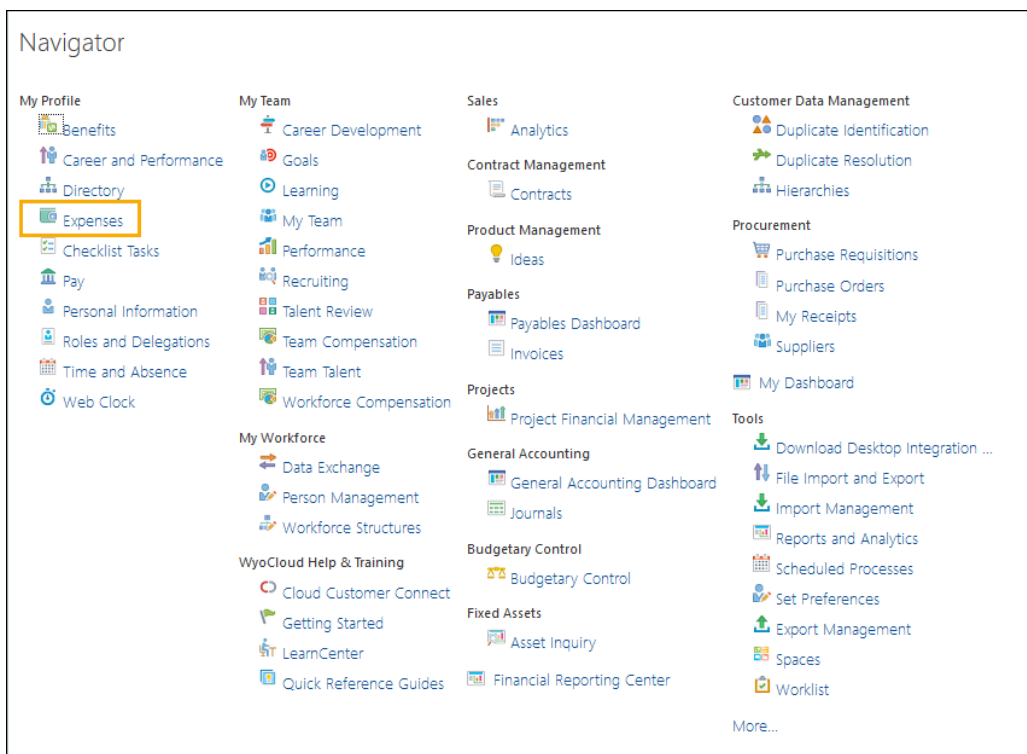 Navigator
My Profile
Benefits
Career and Performance
Directory
Expenses
Checklist Tasks
Pay
Personal Information
Roles and Delegations
Time and Absence
Web Clock
My Team
Career Development
Goals
Learning
My Team
Performance
Recruiting
Talent Review
Team Compensation
Team Talent
Workforce Compensation
My Workforce
Data Exchange
Person Management
Workforce Structures
WyoCloud Help & Training
Cloud Customer Connect
Getting Started
LearnCenter
Quick Reference Guides
Sales
Analytics
Contract Management
Contracts
Product Management
Ideas
Payables
Payables Dashboard
Invoices
Projects
Project Financial Management
General Accounting
General Accounting Dashboard
Journals
Budgetary Control
Budgetary Control
Fixed Assets
Asset Inquiry
Financial Reporting Center
Customer Data Management
Duplicate Identification
Duplicate Resolution
Hierarchies
Procurement
Purchase Requisitions
Purchase Orders
My Receipts
Suppliers
My Dashboard
Tools
Download Desktop Integration ...
File Import and Export
Import Management
Reports and Analytics
Scheduled Processes
Set Preferences
Export Management
Spaces
Worklist
More...